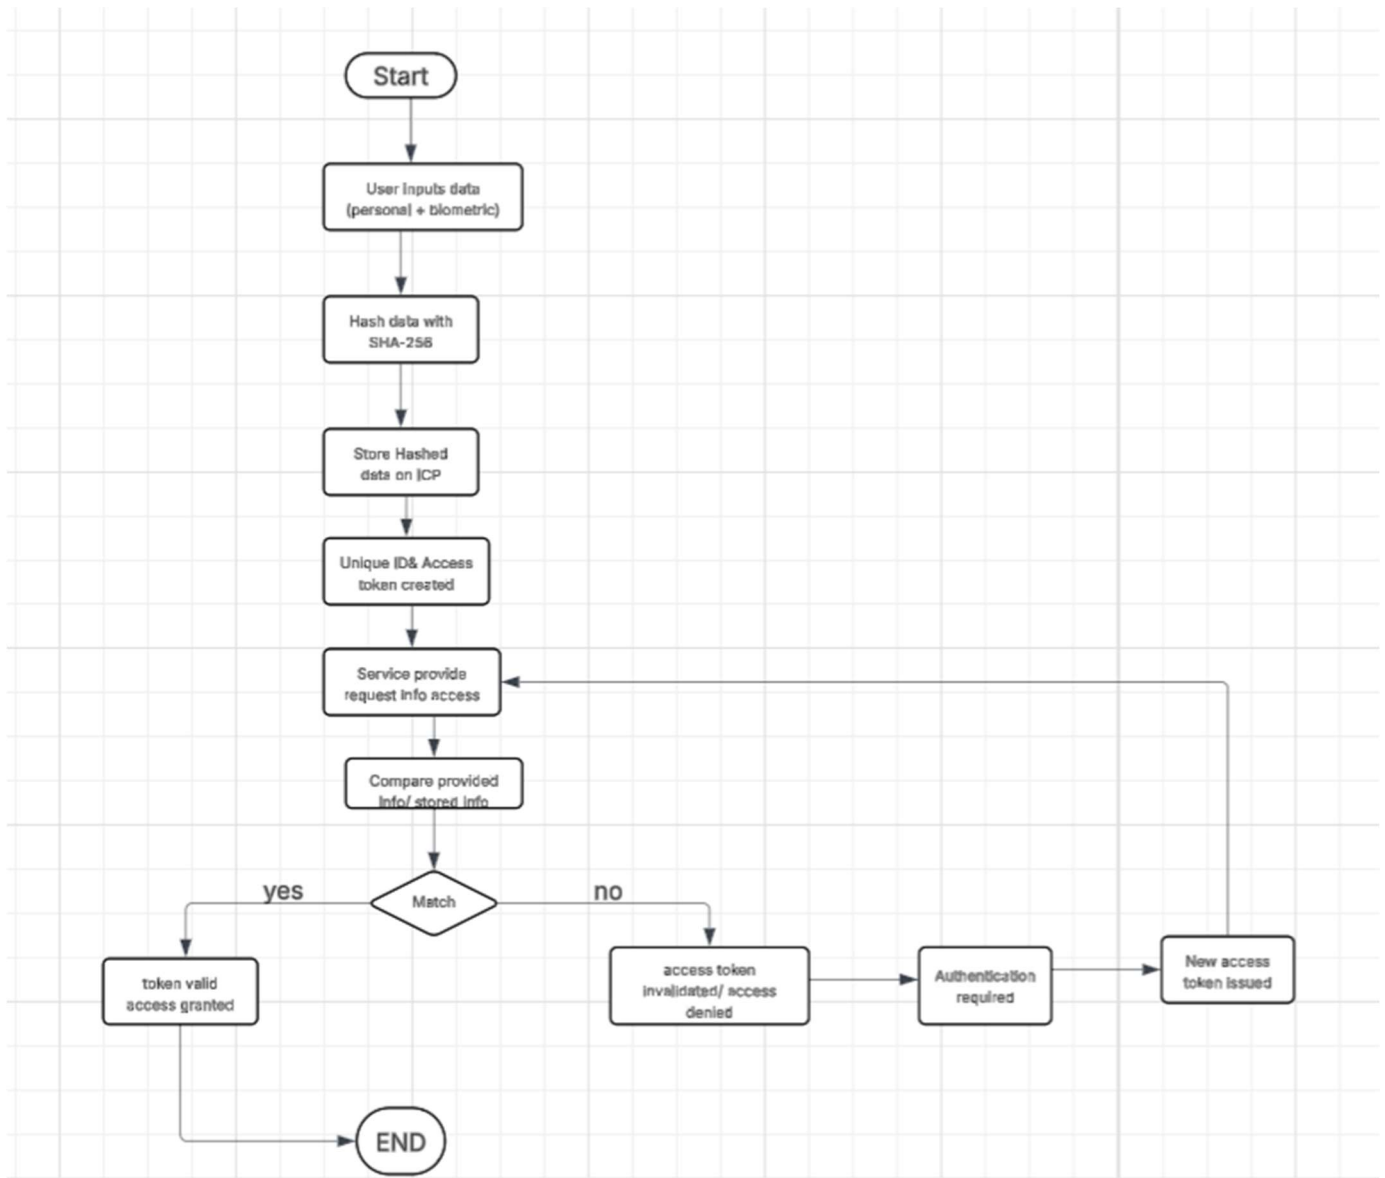 Start
User inputs data
(personal + biometric)
Hash data with
SHA-256
Store Hashed
data on ICP
Unique ID& Access
token created
Service provide
request info access
Compare provided
info/ stored info
Match
yes
no
token valid
access granted
access token
invalidated/ access
denied
Authentication
required
New access
token issued
END